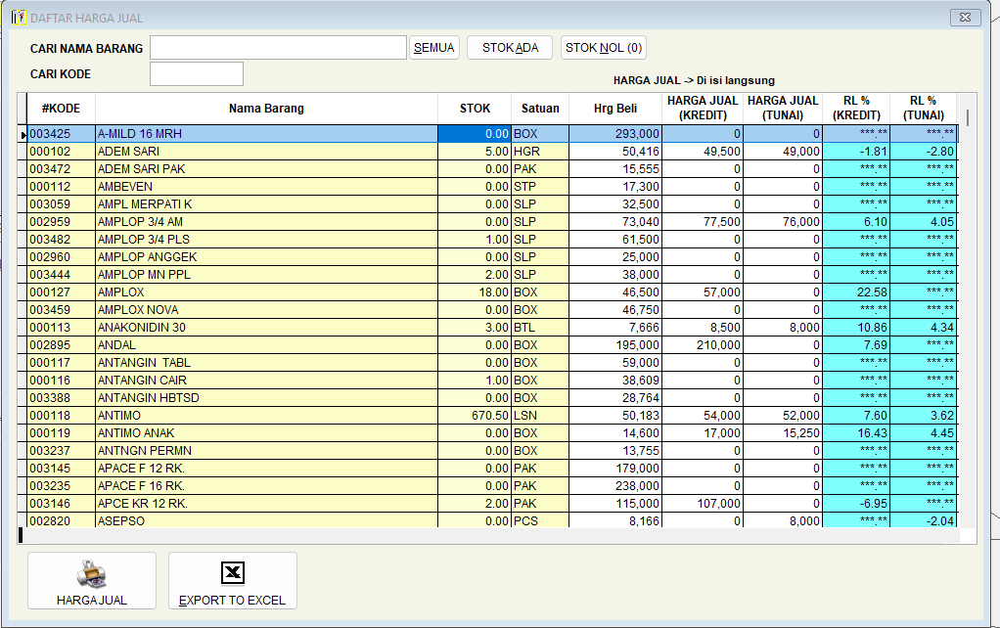 DAFTAR HARGA JUAL
CARI NAMA BARANG SEMUA STOK ADA STOK NOL (0)
CARI KODE
HARGA JUAL -> Di isi langsung
#KODE Nama Barang STOK Satuan Hrg Beli HARGA JUAL (KREDIT) HARGA JUAL (TUNAI) RL % (KREDIT) RL % (TUNAI)
003425 A-MILD 16 MRH 0.00 BOX 293,000 0 0 ***.** ***.**
000102 ADEM SARI 5.00 HGR 50,416 49,500 49,000 -1.81 -2.80
003472 ADEM SARI PAK 0.00 PAK 15,555 0 0 ***.** ***.**
000112 AMBEVEN 0.00 STP 17,300 0 0 ***.** ***.**
003059 AMPL MERPATI K 0.00 SLP 32,500 0 0 ***.** ***.**
002959 AMPLOP 3/4 AM 0.00 SLP 73,040 77,500 76,000 6.10 4.05
003482 AMPLOP 3/4 PLS 1.00 SLP 61,500 0 0 ***.** ***.**
002960 AMPLOP ANGGEK 0.00 SLP 25,000 0 0 ***.** ***.**
003444 AMPLOP MN PPL 2.00 SLP 38,000 0 0 ***.** ***.**
000127 AMPLOX 18.00 BOX 46,500 57,000 0 22.58 ***.**
003459 AMPLOX NOVA 0.00 BOX 46,750 0 0 ***.** ***.**
000113 ANAKONIDIN 30 3.00 BTL 7,666 8,500 8,000 10.86 4.34
002895 ANDAL 0.00 BOX 195,000 210,000 0 7.69 ***.**
000117 ANTANGIN  TABL 0.00 BOX 59,000 0 0 ***.** ***.**
000116 ANTANGIN CAIR 1.00 BOX 38,609 0 0 ***.** ***.**
003388 ANTANGIN HBTSD 0.00 BOX 28,764 0 0 ***.** ***.**
000118 ANTIMO 670.50 LSN 50,183 54,000 52,000 7.60 3.62
000119 ANTIMO ANAK 0.00 BOX 14,600 17,000 15,250 16.43 4.45
003237 ANTNGN PERMN 0.00 BOX 13,755 0 0 ***.** ***.**
003145 APACE F 12 RK. 0.00 PAK 179,000 0 0 ***.** ***.**
003235 APACE F 16 RK. 0.00 PAK 238,000 0 0 ***.** ***.**
003146 APCE KR 12 RK. 2.00 PAK 115,000 107,000 0 -6.95 ***.**
002820 ASEPSO 0.00 PCS 8,166 0 8,000 ***.** -2.04
HARGA JUAL EXPORT TO EXCEL